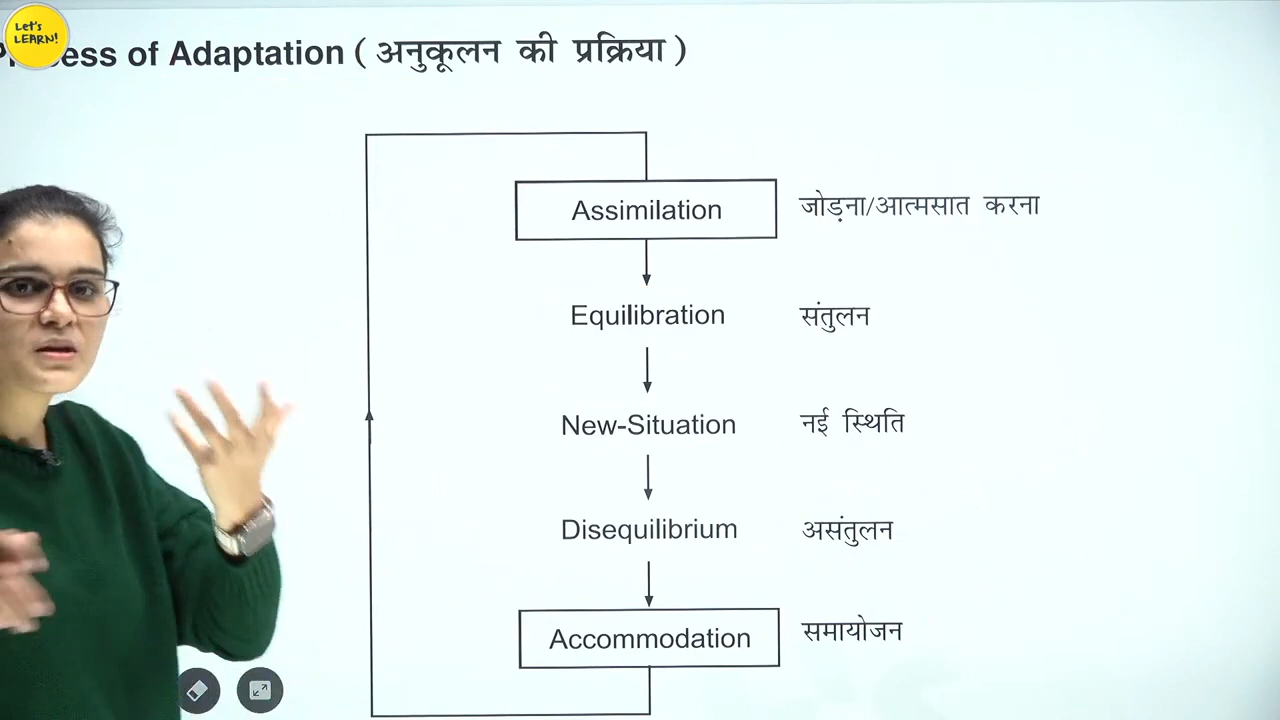 Let's
LEARN!
Process of Adaptation ( अनुकूलन की प्रक्रिया )
Assimilation जोड़ना/आत्मसात करना
Equilibration संतुलन
New-Situation नई स्थिति
Disequilibrium असंतुलन
Accommodation समायोजन